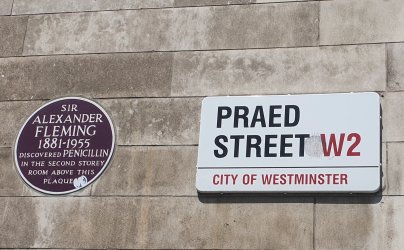 SIR
ALEXANDER
FLEMING
1881-1955
DISCOVERED PENICILLIN
IN THE SECOND STOREY
ROOM ABOVE THIS
PLAQUE
PRAED
STREET W2
CITY OF WESTMINSTER